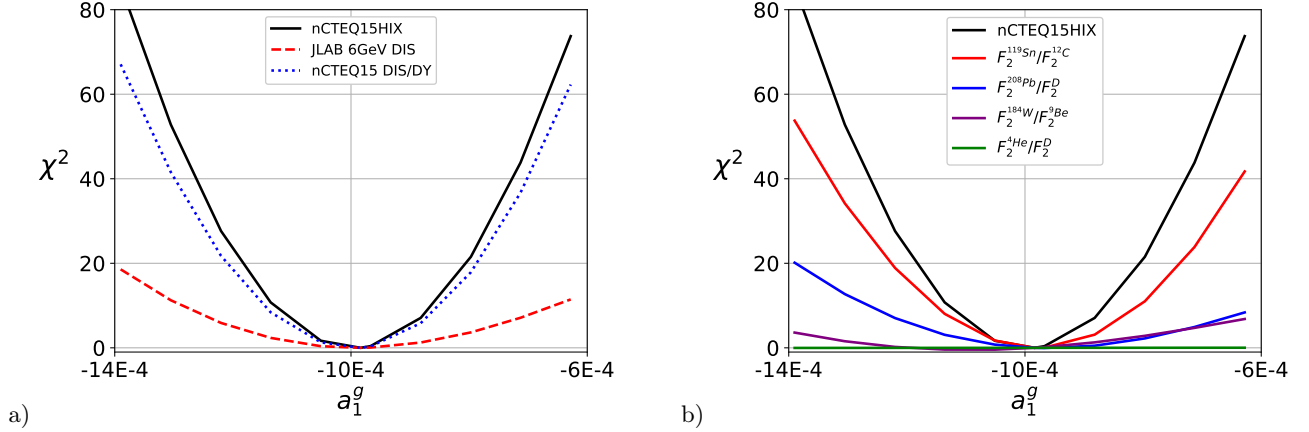 80
60
40
20
0
χ²
nCTEQ15HIX
JLAB 6GeV DIS
nCTEQ15 DIS/DY
-14E-4
-10E-4
-6E-4
a₁ᵍ
a)
80
60
40
20
0
χ²
nCTEQ15HIX
F₂^{119Sn}/F₂^{12C}
F₂^{208Pb}/F₂^{D}
F₂^{184W}/F₂^{9Be}
F₂^{4He}/F₂^{D}
-14E-4
-10E-4
-6E-4
a₁ᵍ
b)